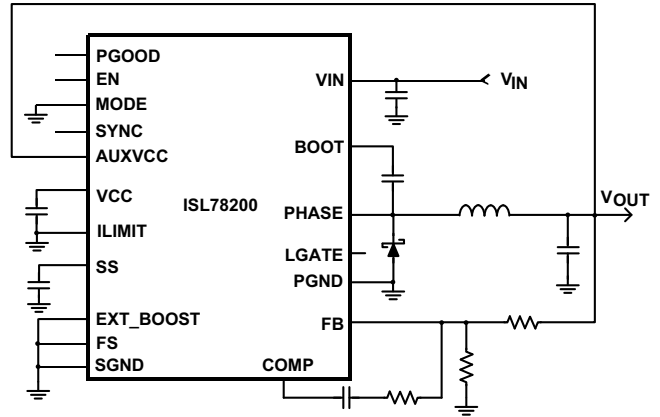 PGOOD
EN
MODE
SYNC
AUXVCC
VCC
ILIMIT
SS
EXT_BOOST
FS
SGND
ISL78200
VIN
BOOT
PHASE
LGATE
PGND
FB
COMP
VIN
VOUT